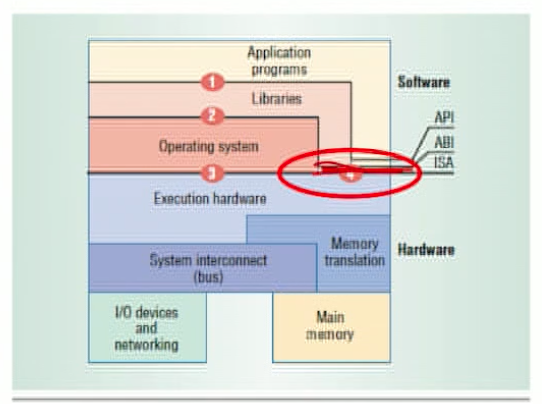 Application
programs
1
Software
Libraries
2
API
Operating system
ABI
ISA
3
4
Execution hardware
Memory
translation
Hardware
System interconnect
(bus)
I/O devices
and
networking
Main
memory